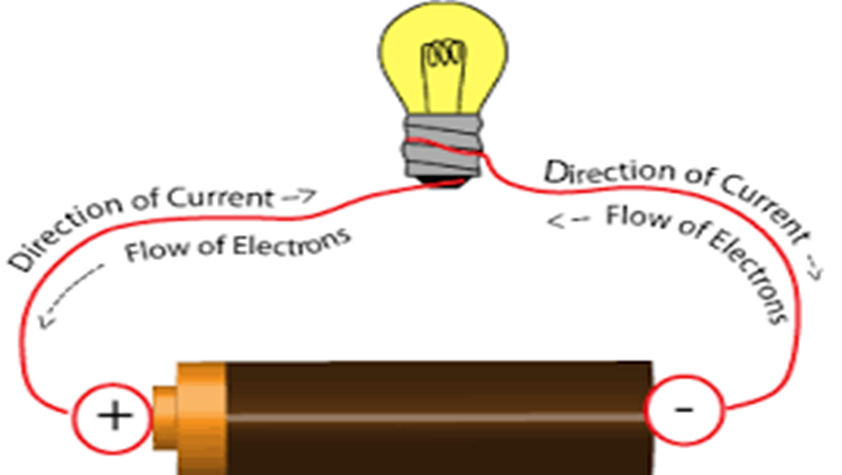 Direction of Current -->
Flow of Electrons
<-----
Direction of Current -->
<-- Flow of Electrons
+
-